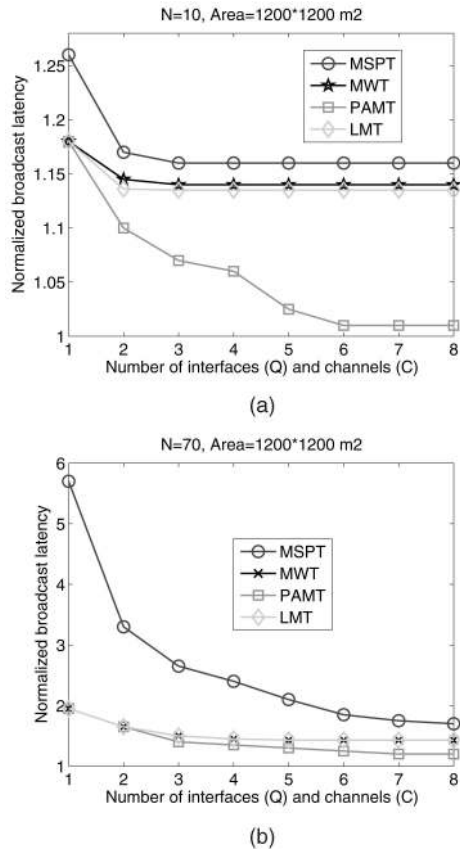 N=10, Area=1200*1200 m2
Normalized broadcast latency
1.25
1.2
1.15
1.1
1.05
1
MSPT
MWT
PAMT
LMT
1 2 3 4 5 6 7 8
Number of interfaces (Q) and channels (C)
(a)
N=70, Area=1200*1200 m2
Normalized broadcast latency
6
5
4
3
2
1
MSPT
MWT
PAMT
LMT
1 2 3 4 5 6 7 8
Number of interfaces (Q) and channels (C)
(b)